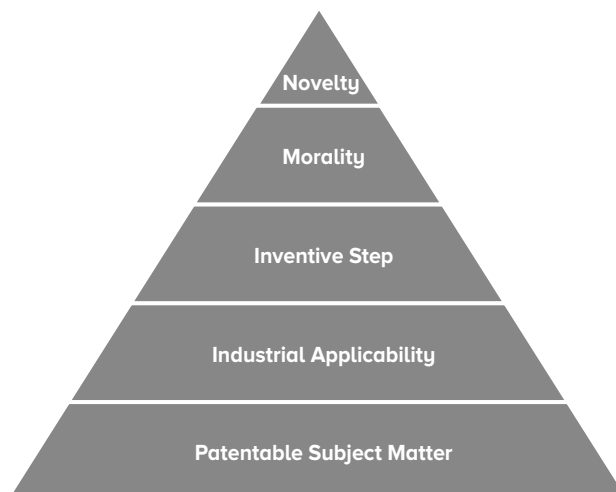 Novelty
Morality
Inventive Step
Industrial Applicability
Patentable Subject Matter